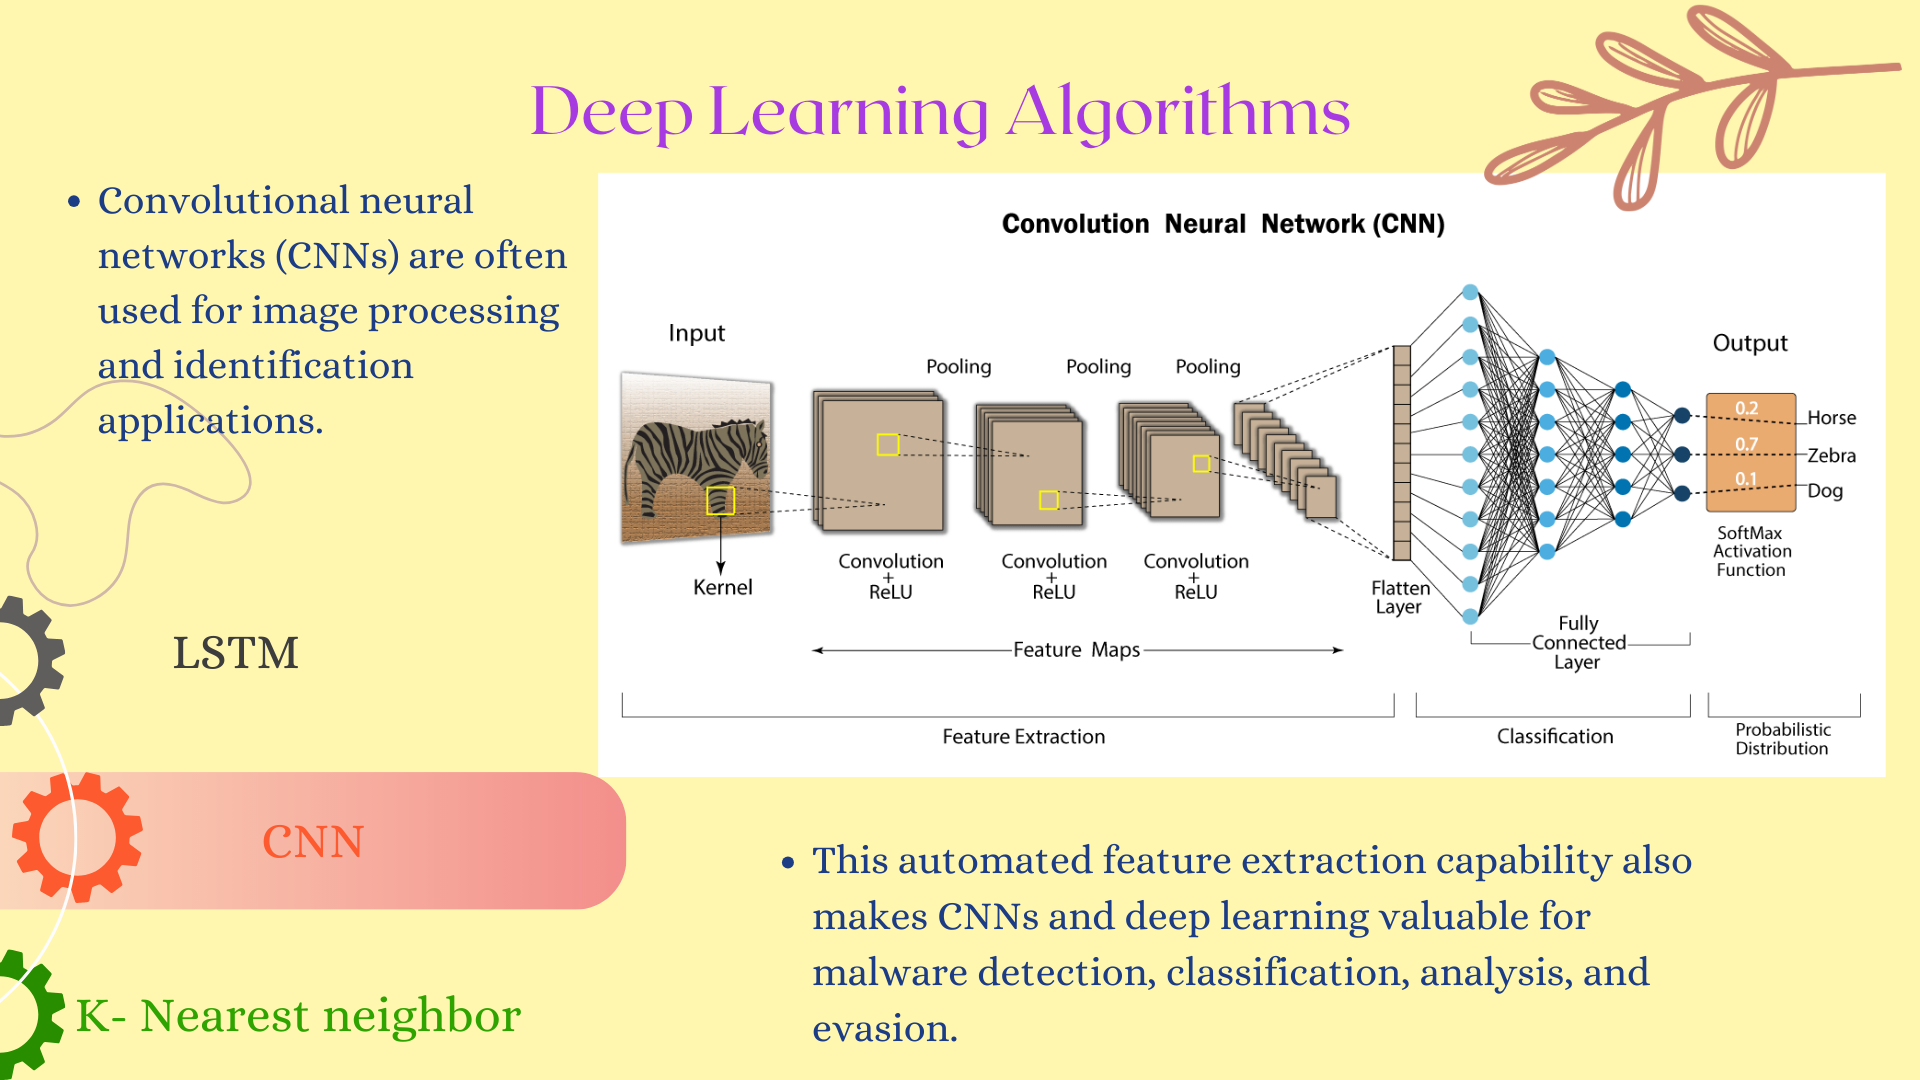 Deep Learning Algorithms
• Convolutional neural
networks (CNNs) are often
used for image processing
and identification
applications.
LSTM
CNN
K- Nearest neighbor
Convolution Neural Network (CNN)
Input
Pooling
Pooling
Pooling
Output
0.2
Horse
0.7
Zebra
0.1
Dog
SoftMax
Activation
Function
Kernel
Convolution
+
ReLU
Convolution
+
ReLU
Convolution
+
ReLU
Flatten
Layer
Fully
Connected
Layer
Feature Maps
Feature Extraction
Classification
Probabilistic
Distribution
• This automated feature extraction capability also
makes CNNs and deep learning valuable for
malware detection, classification, analysis, and
evasion.